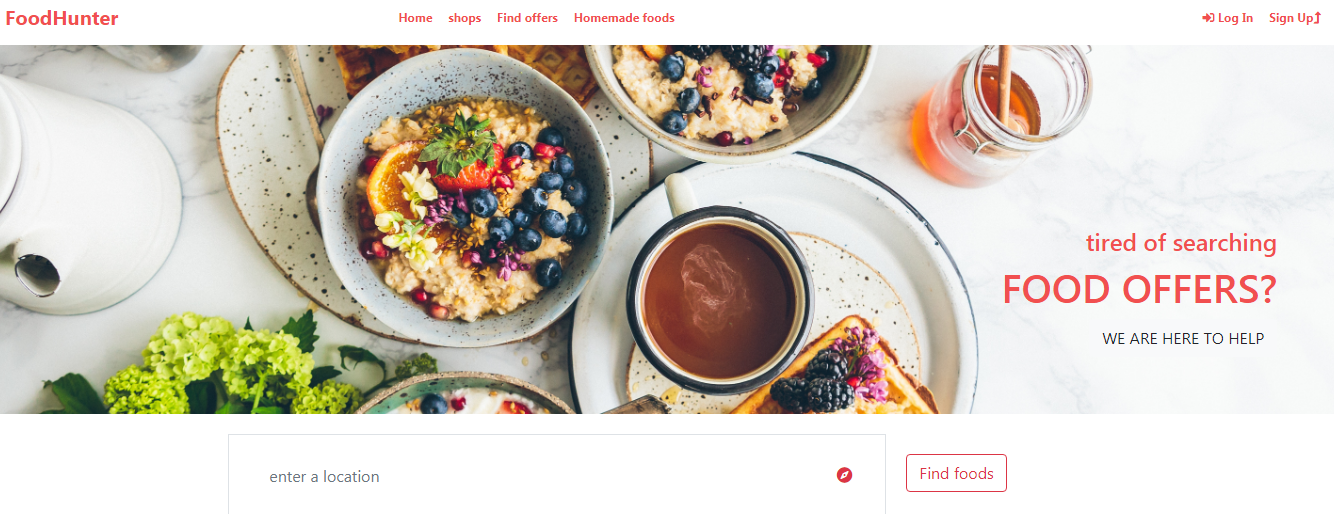 FoodHunter
Home shops Find offers Homemade foods
Log In Sign Up
tired of searching
FOOD OFFERS?
WE ARE HERE TO HELP
enter a location
Find foods